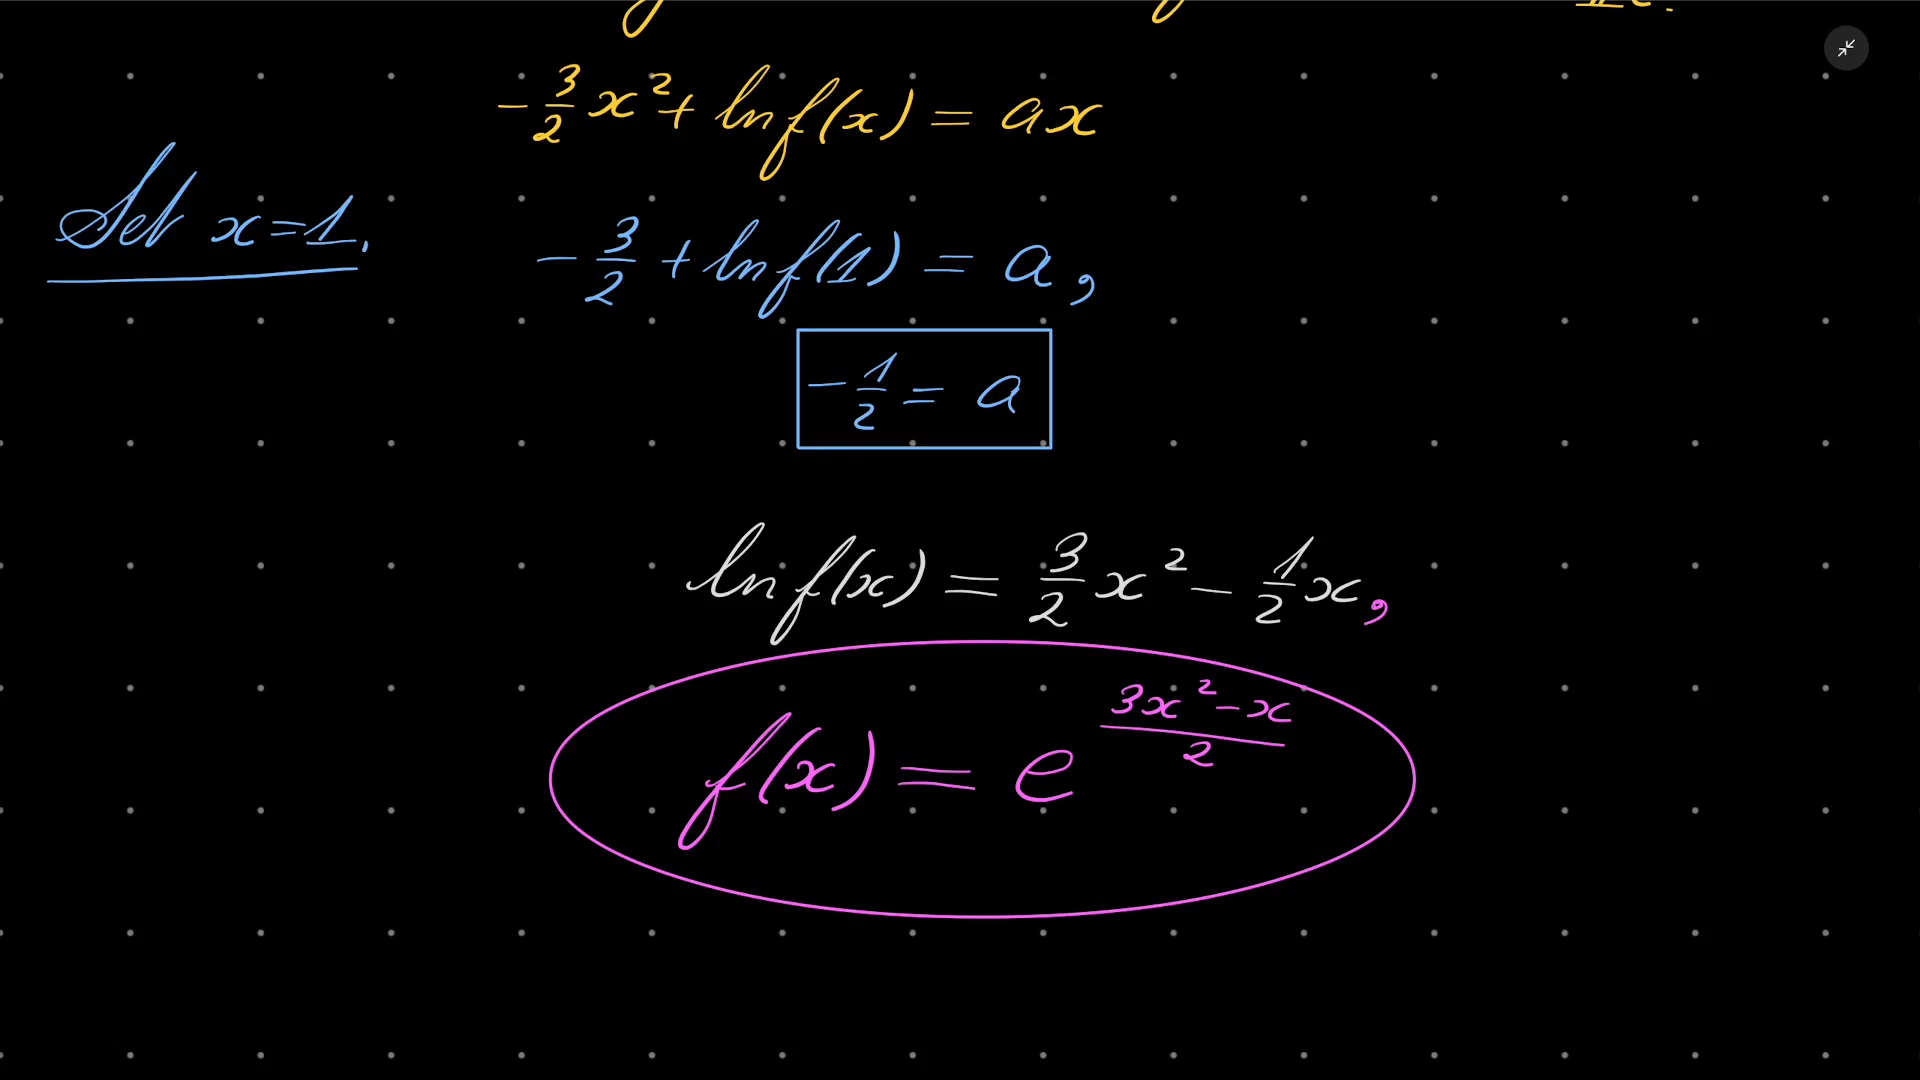 -3/2 x² + ln f(x) = ax
Set x=1. -3/2 + ln f(1) = a,
-1/2 = a
ln f(x) = 3/2 x² - 1/2 x,
f(x) = e^((3x²-x)/2)